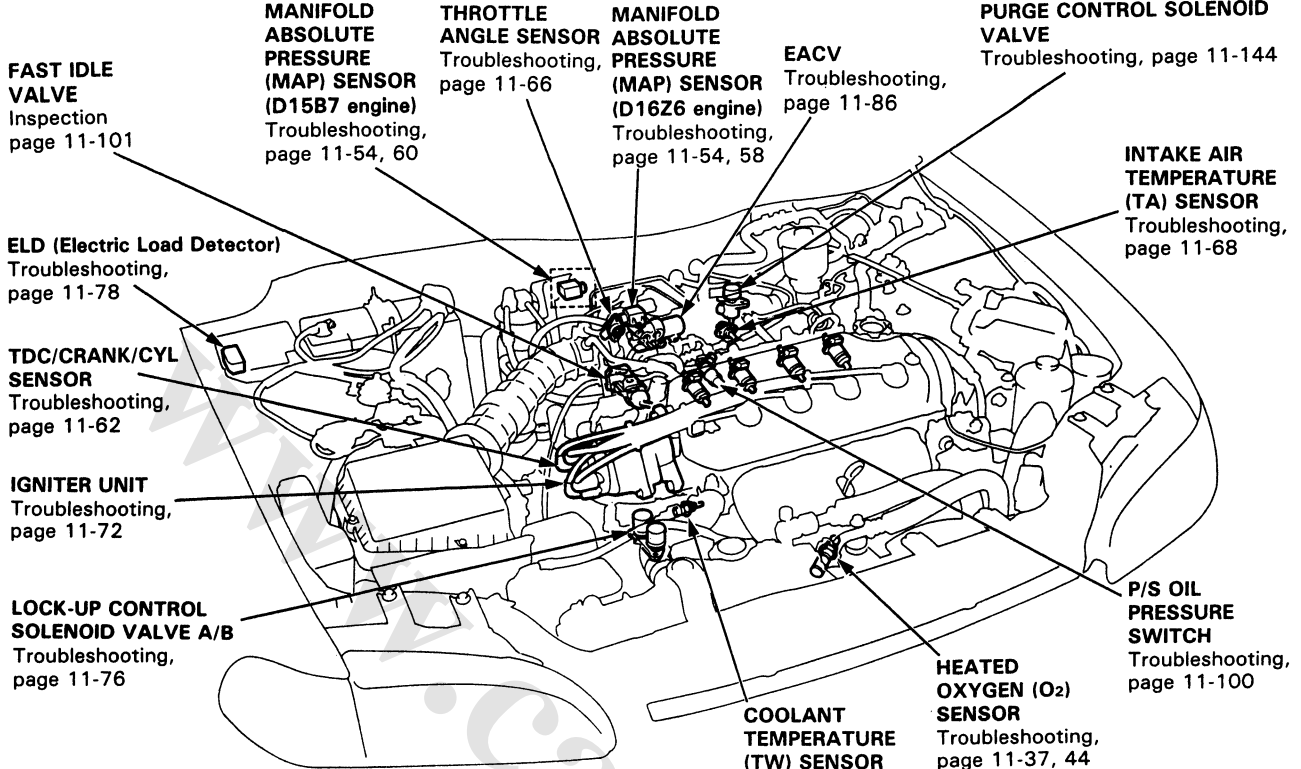 MANIFOLD
ABSOLUTE
PRESSURE
(MAP) SENSOR
(D15B7 engine)
Troubleshooting,
page 11-54, 60
THROTTLE
ANGLE SENSOR
Troubleshooting,
page 11-66
MANIFOLD
ABSOLUTE
PRESSURE
(MAP) SENSOR
(D16Z6 engine)
Troubleshooting,
page 11-54, 58
EACV
Troubleshooting,
page 11-86
PURGE CONTROL SOLENOID
VALVE
Troubleshooting, page 11-144
FAST IDLE
VALVE
Inspection
page 11-101
INTAKE AIR
TEMPERATURE
(TA) SENSOR
Troubleshooting,
page 11-68
ELD (Electric Load Detector)
Troubleshooting,
page 11-78
TDC/CRANK/CYL
SENSOR
Troubleshooting,
page 11-62
IGNITER UNIT
Troubleshooting,
page 11-72
LOCK-UP CONTROL
SOLENOID VALVE A/B
Troubleshooting,
page 11-76
P/S OIL
PRESSURE
SWITCH
Troubleshooting,
page 11-100
HEATED
OXYGEN (O₂)
SENSOR
Troubleshooting,
page 11-37, 44
COOLANT
TEMPERATURE
(TW) SENSOR
www.c